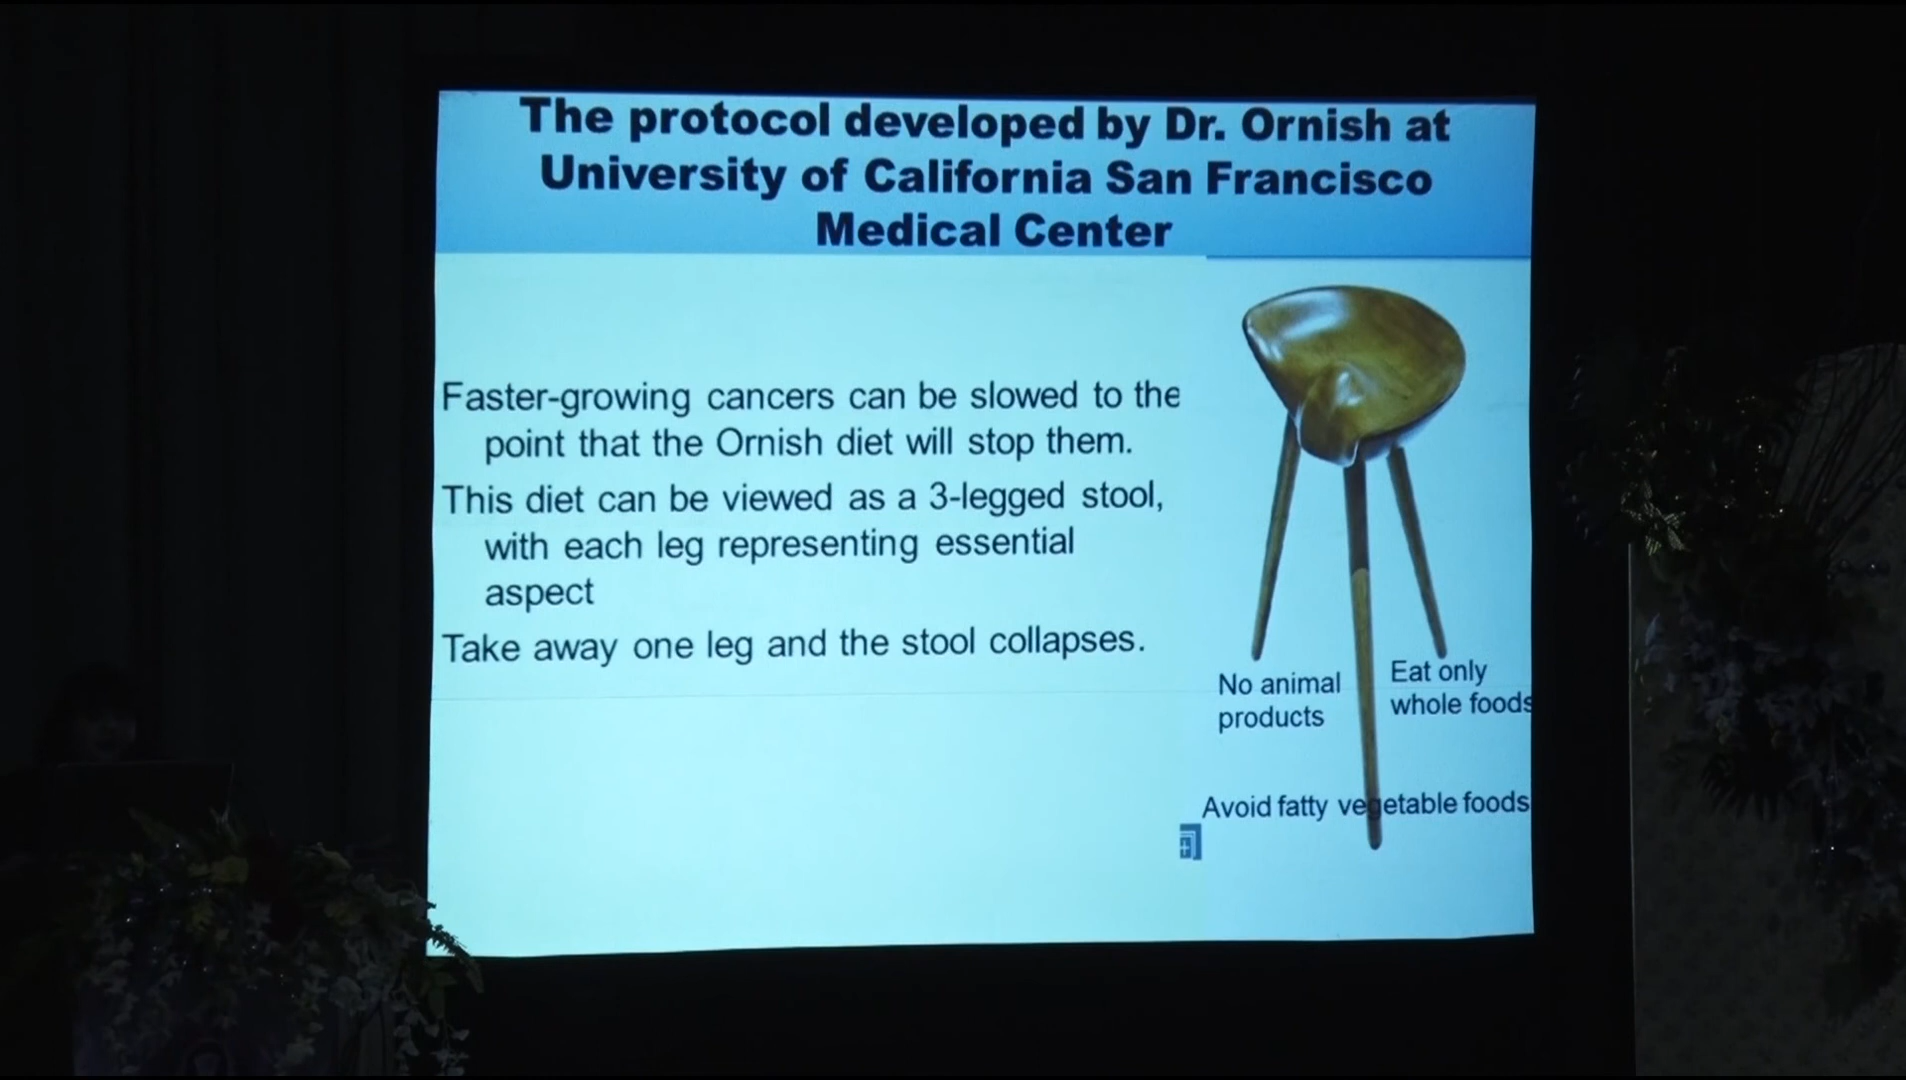 The protocol developed by Dr. Ornish at
University of California San Francisco
Medical Center
Faster-growing cancers can be slowed to the
point that the Ornish diet will stop them.
This diet can be viewed as a 3-legged stool,
with each leg representing essential
aspect
Take away one leg and the stool collapses.
No animal
products
Eat only
whole foods
Avoid fatty vegetable foods